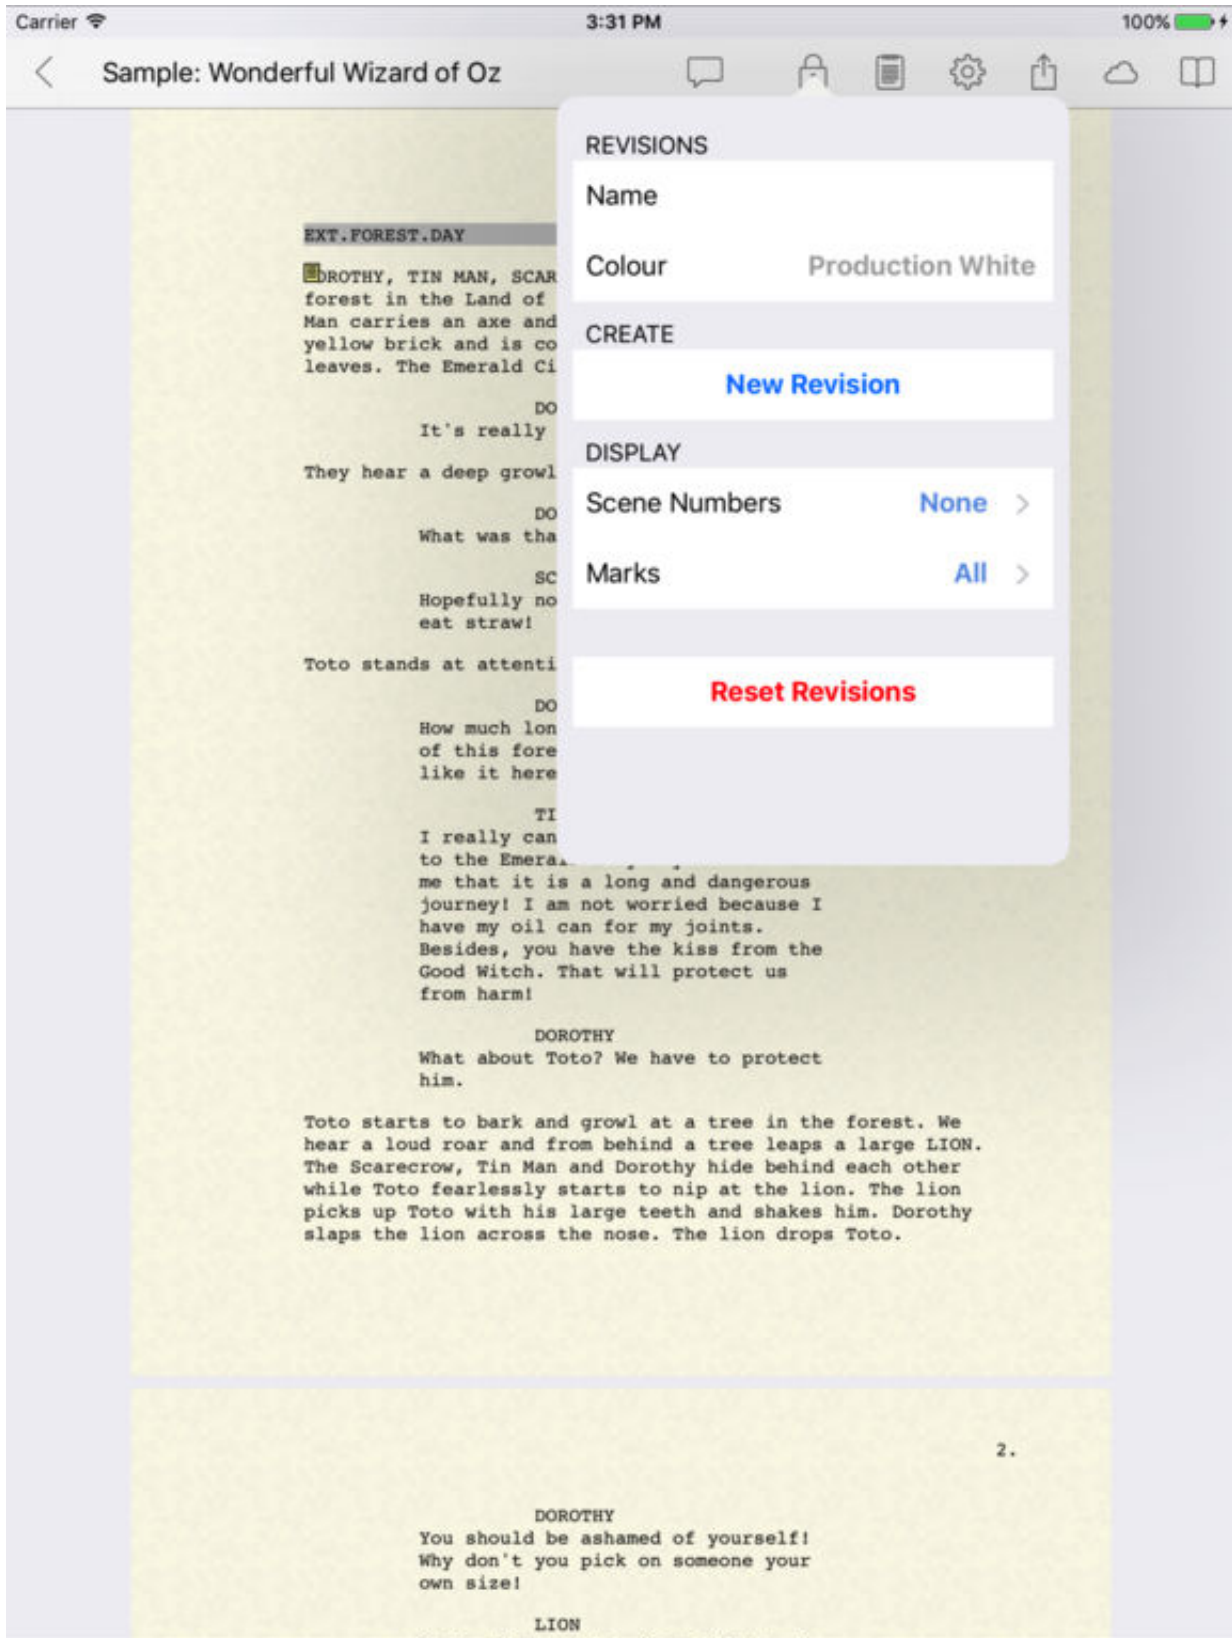 Carrier 3:31 PM 100%
Sample: Wonderful Wizard of Oz
REVISIONS
Name
Colour Production White
CREATE
New Revision
DISPLAY
Scene Numbers None
Marks All
Reset Revisions
EXT.FOREST.DAY
DOROTHY, TIN MAN, SCAR
forest in the Land of
Man carries an axe and
yellow brick and is co
leaves. The Emerald Ci
DO
It's really
They hear a deep growl
DO
What was tha
SC
Hopefully no
eat straw!
Toto stands at attenti
DO
How much lon
of this fore
like it here
TI
I really can
to the Emera
me that it is a long and dangerous
journey! I am not worried because I
have my oil can for my joints.
Besides, you have the kiss from the
Good Witch. That will protect us
from harm!
DOROTHY
What about Toto? We have to protect
him.
Toto starts to bark and growl at a tree in the forest. We
hear a loud roar and from behind a tree leaps a large LION.
The Scarecrow, Tin Man and Dorothy hide behind each other
while Toto fearlessly starts to nip at the lion. The lion
picks up Toto with his large teeth and shakes him. Dorothy
slaps the lion across the nose. The lion drops Toto.
2.
DOROTHY
You should be ashamed of yourself!
Why don't you pick on someone your
own size!
LION